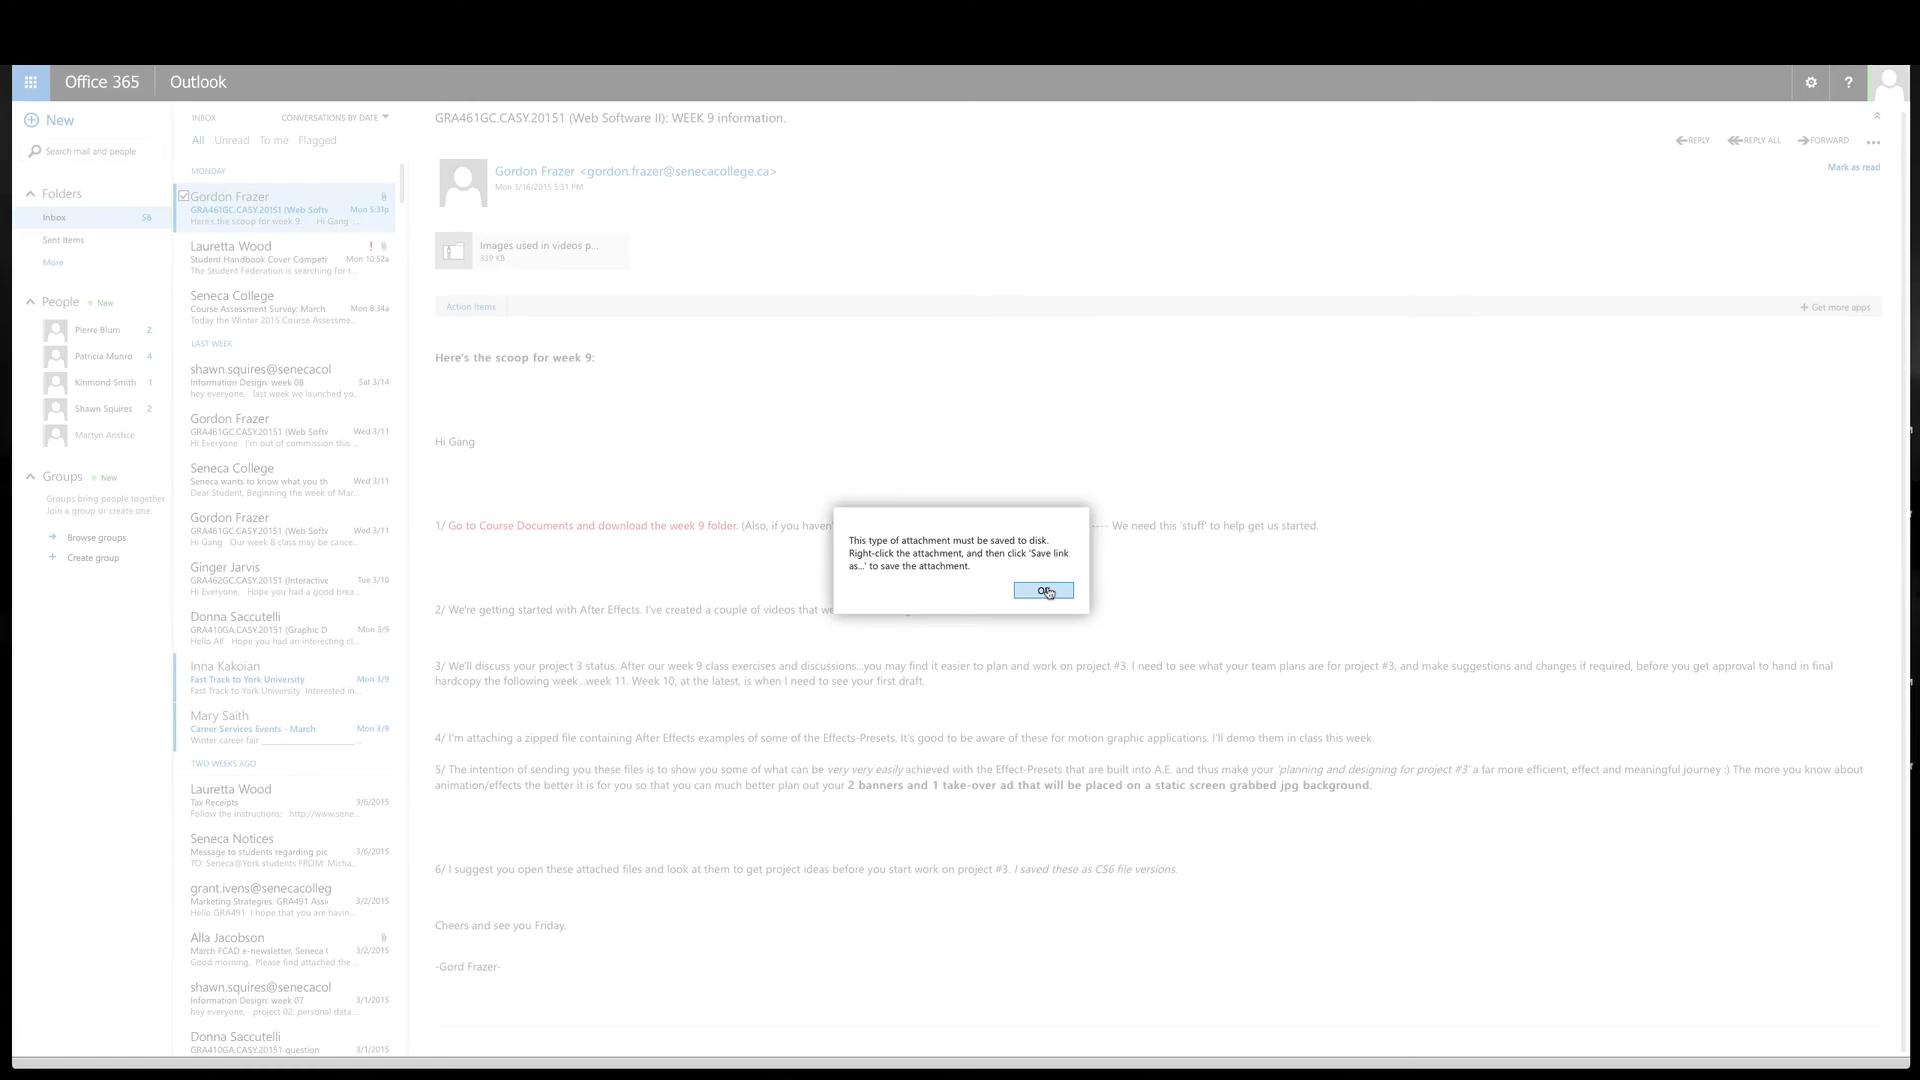 Office 365
Outlook
?
New
Search mail and people
Folders
Inbox 58
Sent Items
More
People New
Pierre Blum 2
Patricia Munro 4
Kinmond Smith 1
Shawn Squires 2
Martyn Anstice
Groups New
Groups bring people together
Join a group or create one.
Browse groups
Create group
INBOX CONVERSATIONS BY DATE
All Unread To me Flagged
MONDAY
Gordon Frazer
GRA461GC.CASY.20151 (Web Softv Mon 5:31p
Here's the scoop for week 9: Hi Gang ...
Lauretta Wood !
Student Handbook Cover Competi Mon 10:52a
The Student Federation is searching for t...
Seneca College
Course Assessment Survey: March Mon 8:34a
Today the Winter 2015 Course Assessme...
LAST WEEK
shawn.squires@senecacol
Information Design: week 08 Sat 3/14
hey everyone, last week we launched yo...
Gordon Frazer
GRA461GC.CASY.20151 (Web Softv Wed 3/11
Hi Everyone I'm out of commission this ...
Seneca College
Seneca wants to know what you th Wed 3/11
Dear Student, Beginning the week of Mar...
Gordon Frazer
GRA461GC.CASY.20151 (Web Softv Wed 3/11
Hi Gang Our week 8 class may be cance...
Ginger Jarvis
GRA462GC.CASY.20151 (Interactive Tue 3/10
Hi Everyone, Hope you had a good brea...
Donna Saccutelli
GRA410GA.CASY.20151 (Graphic D Mon 3/9
Hello All Hope you had an interesting cl...
Inna Kakoian
Fast Track to York University Mon 3/9
Fast Track to York University Interested in...
Mary Saith
Career Services Events - March Mon 3/9
Winter career fair ____________________...
TWO WEEKS AGO
Lauretta Wood
Tax Receipts 3/6/2015
Follow the instructions: http://www.sene...
Seneca Notices
Message to students regarding pic 3/6/2015
TO: Seneca@York students FROM: Micha...
grant.ivens@senecacolleg
Marketing Strategies: GRA491 Assi 3/2/2015
Hello GRA491 I hope that you are havin...
Alla Jacobson
March FCAD e-newsletter, Seneca ( 3/2/2015
Good morning, Please find attached the ...
shawn.squires@senecacol
Information Design: week 07 3/1/2015
hey everyone, project 02: personal data ...
Donna Saccutelli
GRA410GA.CASY.20151 question 3/1/2015
GRA461GC.CASY.20151 (Web Software II): WEEK 9 information.
REPLY REPLY ALL FORWARD ...
Mark as read
Gordon Frazer <gordon.frazer@senecacollege.ca>
Mon 3/16/2015 5:31 PM
Images used in videos p...
339 KB
Action Items
+ Get more apps
Here's the scoop for week 9:
Hi Gang
1/ Go to Course Documents and download the week 9 folder. (Also, if you haven' ---- We need this 'stuff' to help get us started.
This type of attachment must be saved to disk.
Right-click the attachment, and then click 'Save link
as...' to save the attachment.
2/ We're getting started with After Effects. I've created a couple of videos that we
3/ We'll discuss your project 3 status. After our week 9 class exercises and discussions...you may find it easier to plan and work on project #3. I need to see what your team plans are for project #3, and make suggestions and changes if required, before you get approval to hand in final
hardcopy the following week...week 11. Week 10, at the latest, is when I need to see your first draft.
4/ I'm attaching a zipped file containing After Effects examples of some of the Effects-Presets. It's good to be aware of these for motion graphic applications. I'll demo them in class this week.
5/ The intention of sending you these files is to show you some of what can be very very easily achieved with the Effect-Presets that are built into A.E. and thus make your 'planning and designing for project #3' a far more efficient, effect and meaningful journey :) The more you know about
animation/effects the better it is for you so that you can much better plan out your 2 banners and 1 take-over ad that will be placed on a static screen grabbed jpg background.
6/ I suggest you open these attached files and look at them to get project ideas before you start work on project #3. I saved these as CS6 file versions.
Cheers and see you Friday.
-Gord Frazer-